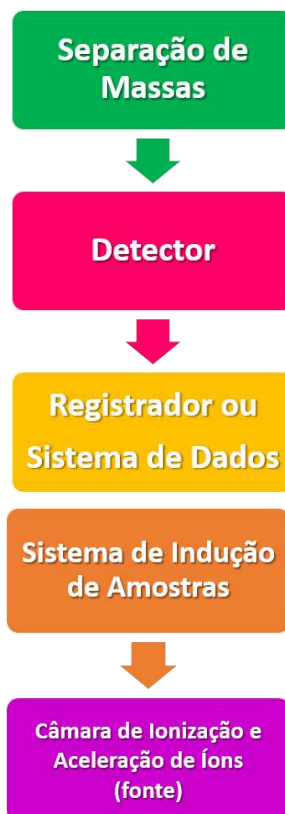 Separação de
Massas
Detector
Registrador ou
Sistema de Dados
Sistema de Indução
de Amostras
Câmara de Ionização e
Aceleração de Íons
(fonte)